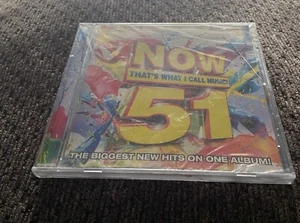 NOW
THAT'S WHAT I CALL MUSIC
51
THE BIGGEST NEW HITS ON ONE ALBUM!